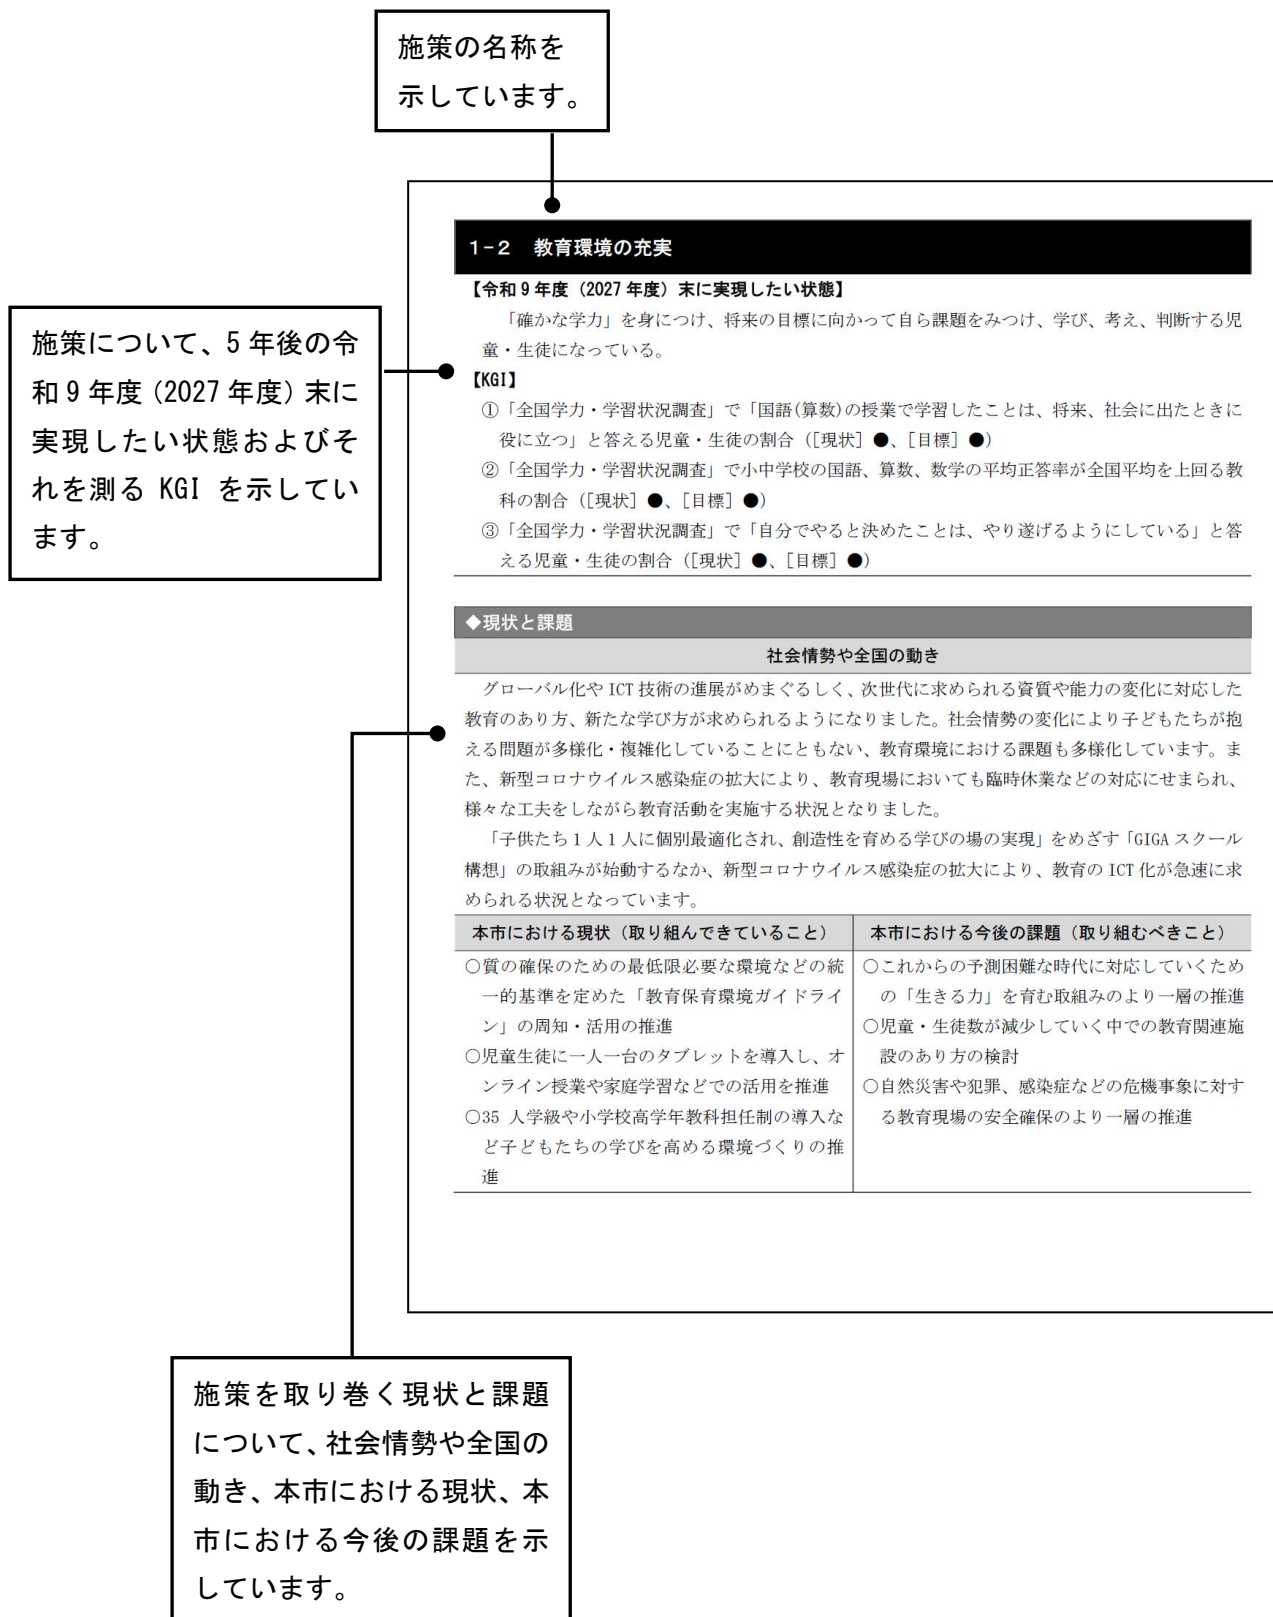 施策の名称を
示しています。
１−２　教育環境の充実
【令和９年度（2027 年度）末に実現したい状態】
「確かな学力」を身につけ、将来の目標に向かって自ら課題をみつけ、学び、考え、判断する児
童・生徒になっている。
【KGI】
①「全国学力・学習状況調査」で「国語(算数)の授業で学習したことは、将来、社会に出たときに
役に立つ」と答える児童・生徒の割合（［現状］●、［目標］●）
②「全国学力・学習状況調査」で小中学校の国語、算数、数学の平均正答率が全国平均を上回る教
科の割合（［現状］●、［目標］●）
③「全国学力・学習状況調査」で「自分でやると決めたことは、やり遂げるようにしている」と答
える児童・生徒の割合（［現状］●、［目標］●）
施策について、５年後の令
和９年度（2027 年度）末に
実現したい状態およびそ
れを測る KGI を示してい
ます。
◆現状と課題
社会情勢や全国の動き
グローバル化や ICT 技術の進展がめまぐるしく、次世代に求められる資質や能力の変化に対応した
教育のあり方、新たな学び方が求められるようになりました。社会情勢の変化により子どもたちが抱
える問題が多様化・複雑化していることにともない、教育環境における課題も多様化しています。ま
た、新型コロナウイルス感染症の拡大により、教育現場においても臨時休業などの対応にせまられ、
様々な工夫をしながら教育活動を実施する状況となりました。
「子供たち１人１人に個別最適化され、創造性を育める学びの場の実現」をめざす「GIGA スクール
構想」の取組みが始動するなか、新型コロナウイルス感染症の拡大により、教育の ICT 化が急速に求
められる状況となっています。
本市における現状（取り組んできていること）
○質の確保のための最低限必要な環境などの統
一的基準を定めた「教育保育環境ガイドライ
ン」の周知・活用の推進
○児童生徒に一人一台のタブレットを導入し、オ
ンライン授業や家庭学習などでの活用を推進
○35 人学級や小学校高学年教科担任制の導入な
ど子どもたちの学びを高める環境づくりの推
進
本市における今後の課題（取り組むべきこと）
○これからの予測困難な時代に対応していくため
の「生きる力」を育む取組みのより一層の推進
○児童・生徒数が減少していく中での教育関連施
設のあり方の検討
○自然災害や犯罪、感染症などの危機事象に対す
る教育現場の安全確保のより一層の推進
施策を取り巻く現状と課題
について、社会情勢や全国の
動き、本市における現状、本
市における今後の課題を示
しています。